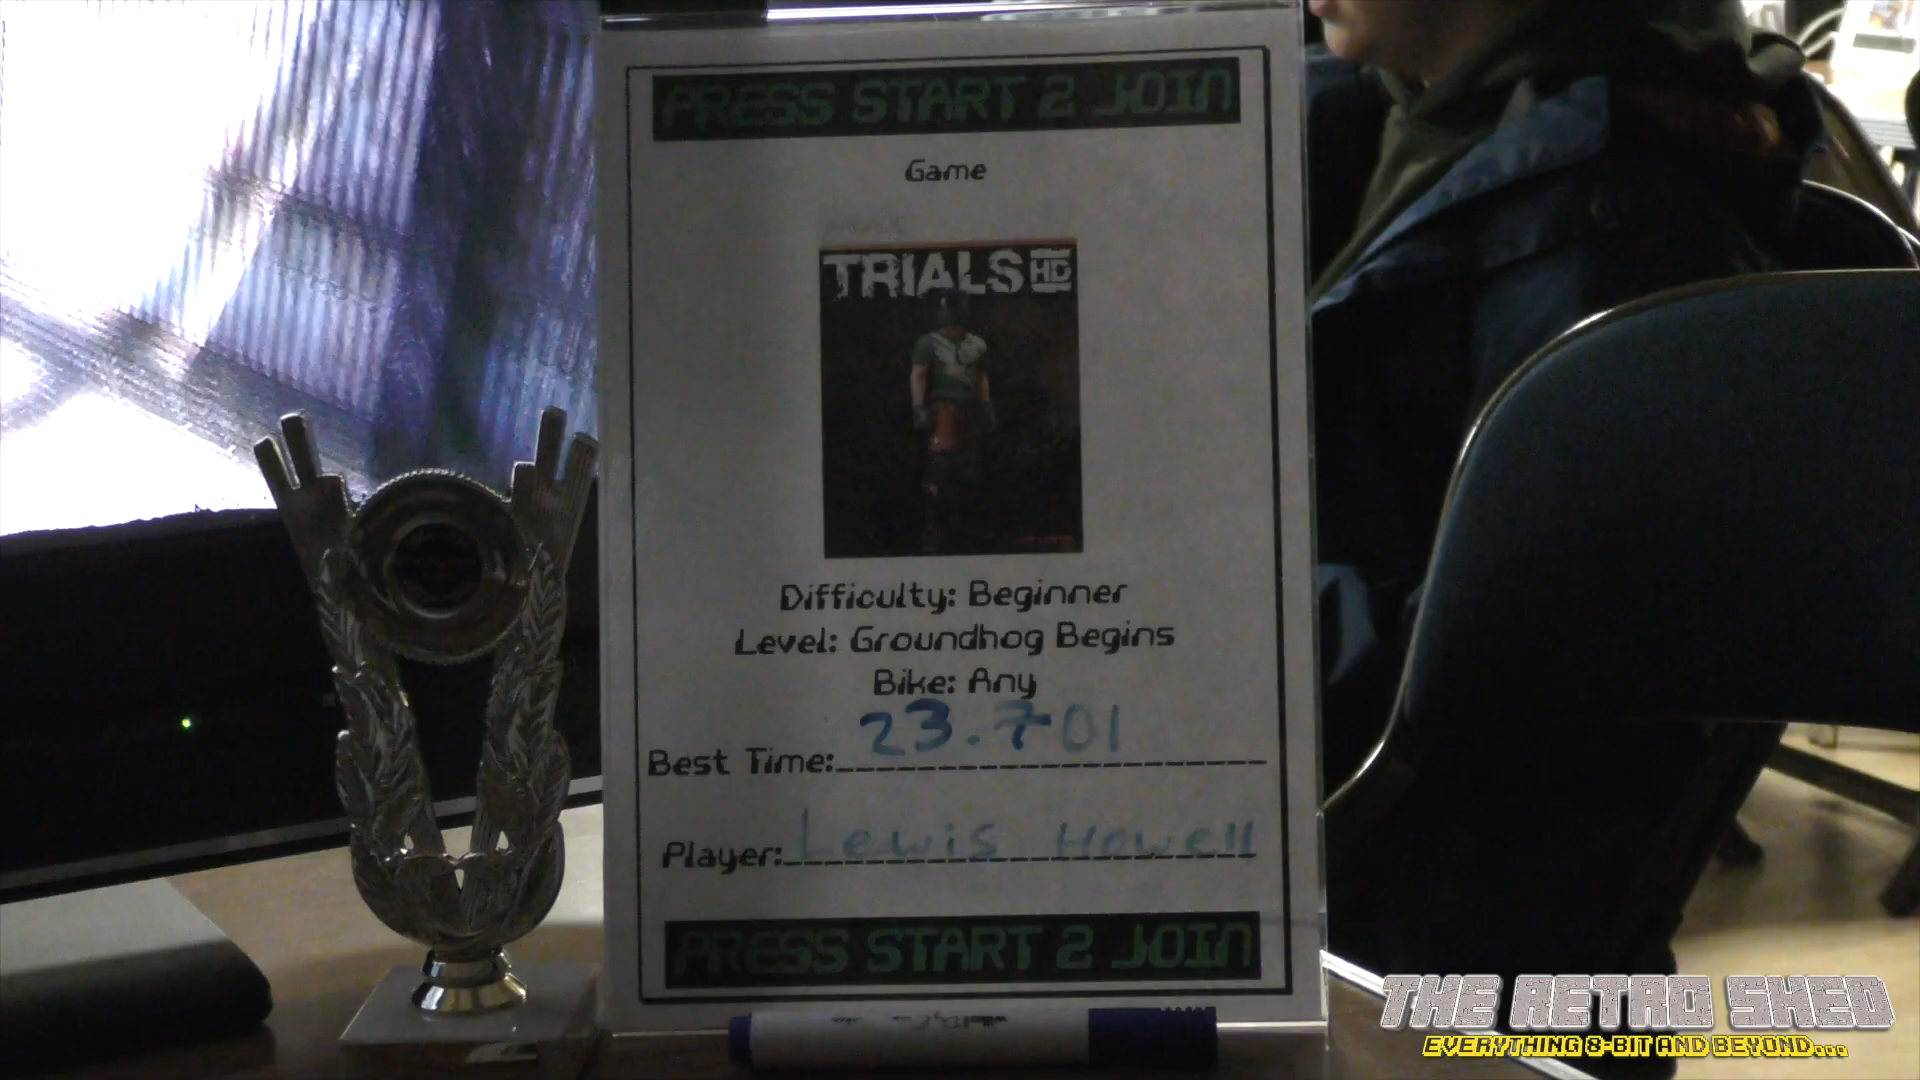 PRESS START 2 JOIN
Game
TRIALS HD
Difficulty: Beginner
Level: Groundhog Begins
Bike: Any
Best Time: 23.701
Player: Lewis Howell
PRESS START 2 JOIN
THE RETRO SHED
EVERYTHING 8-BIT AND BEYOND...